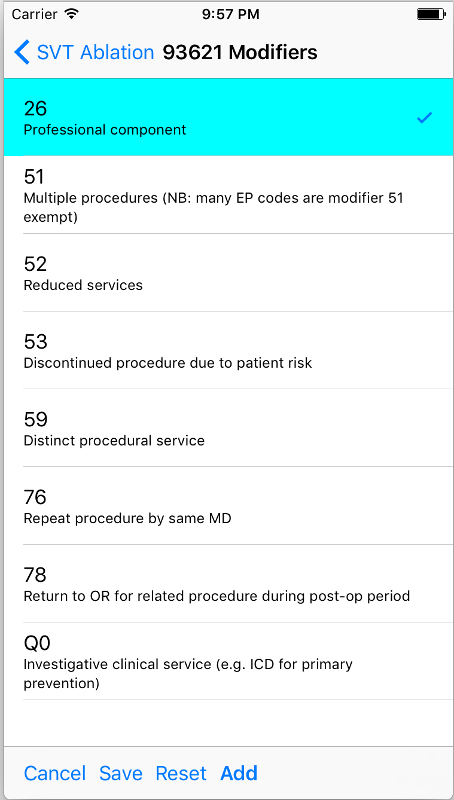 Carrier 9:57 PM
SVT Ablation 93621 Modifiers
26
Professional component
51
Multiple procedures (NB: many EP codes are modifier 51
exempt)
52
Reduced services
53
Discontinued procedure due to patient risk
59
Distinct procedural service
76
Repeat procedure by same MD
78
Return to OR for related procedure during post-op period
Q0
Investigative clinical service (e.g. ICD for primary
prevention)
Cancel Save Reset Add